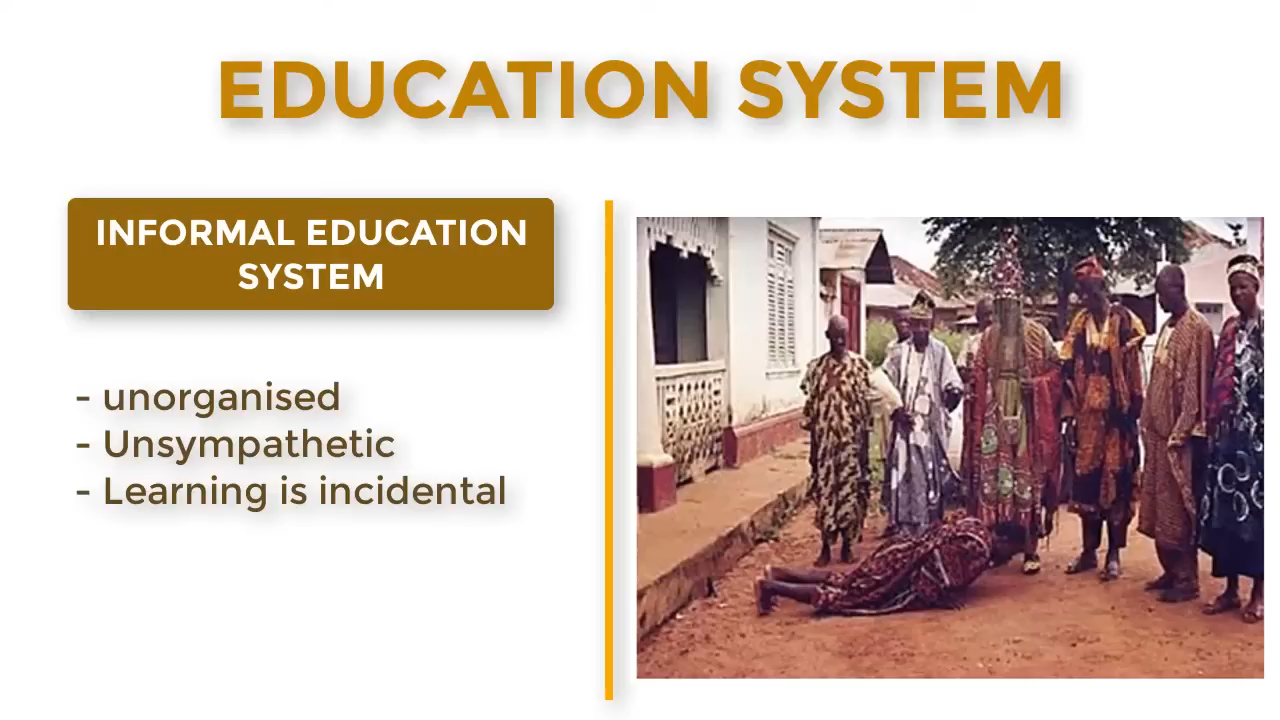 EDUCATION SYSTEM
INFORMAL EDUCATION
SYSTEM
- unorganised
- Unsympathetic
- Learning is incidental